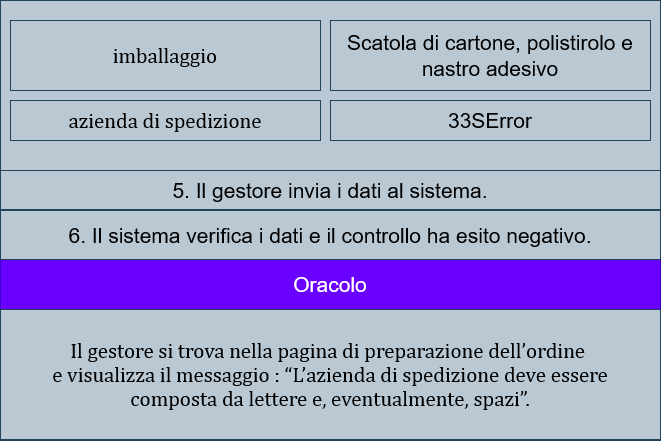 imballaggio
Scatola di cartone, polistirolo e
nastro adesivo
azienda di spedizione
33SError
5. Il gestore invia i dati al sistema.
6. Il sistema verifica i dati e il controllo ha esito negativo.
Oracolo
Il gestore si trova nella pagina di preparazione dell’ordine
e visualizza il messaggio : “L’azienda di spedizione deve essere
composta da lettere e, eventualmente, spazi”.